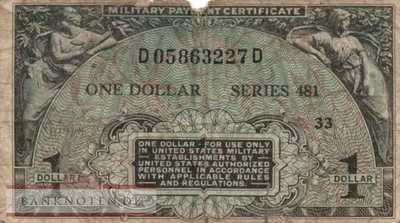 MILITARY PAYMENT CERTIFICATE
D05863227D
ONE DOLLAR SERIES 481
33
ONE DOLLAR - FOR USE ONLY
IN UNITED STATES MILITARY
ESTABLISHMENTS BY
UNITED STATES AUTHORIZED
PERSONNEL IN ACCORDANCE
WITH APPLICABLE RULES
AND REGULATIONS.
1 DOLLAR
1 DOLLAR
BANKNOTEN.DE